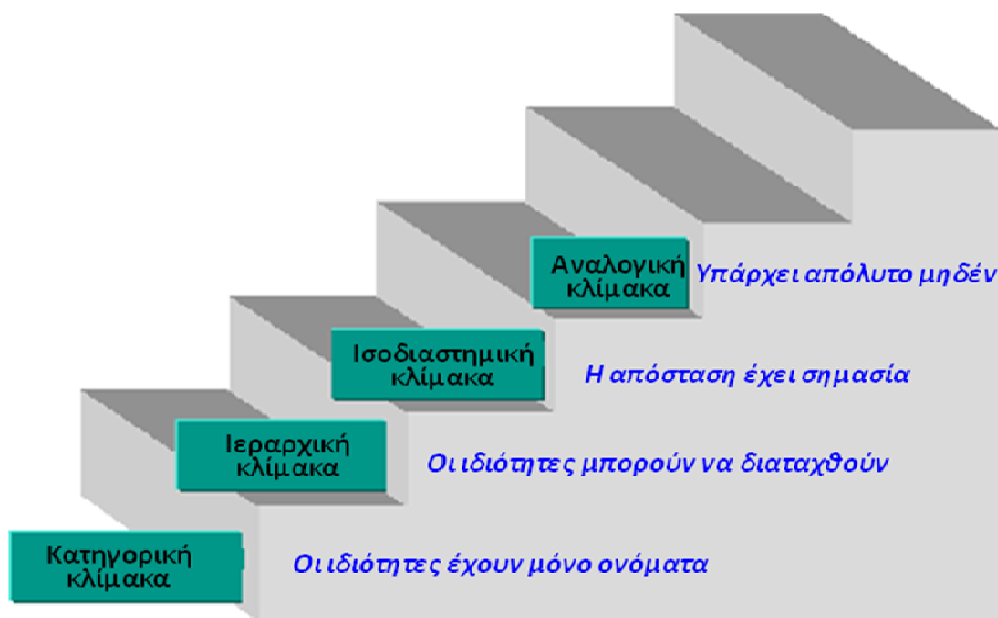 Αναλογική
κλίμακα
Υπάρχει απόλυτο μηδέν
Ισοδιαστημική
κλίμακα
Η απόσταση έχει σημασία
Ιεραρχική
κλίμακα
Οι ιδιότητες μπορούν να διαταχθούν
Κατηγορική
κλίμακα
Οι ιδιότητες έχουν μόνο ονόματα